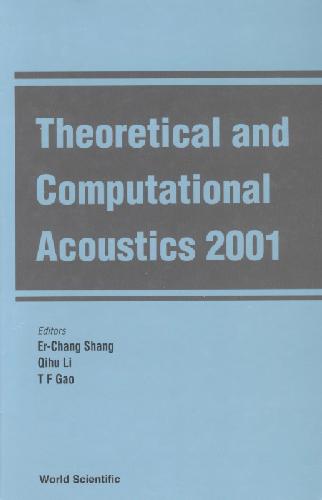 Theoretical and
Computational
Acoustics 2001
Editors
Er-Chang Shang
Qihu Li
T F Gao
World Scientific